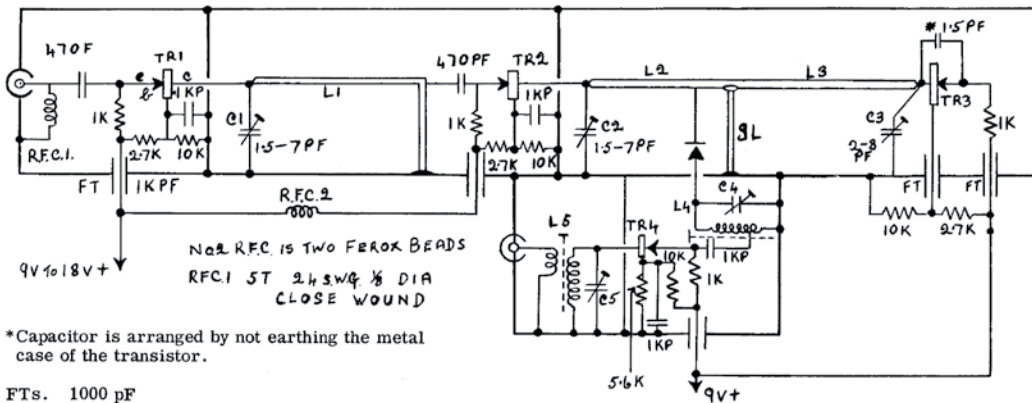 470F
TR1
e
c
b
1KP
1K
2.7K
10K
R.F.C.1.
FT
1KPF
C1
1.5-7PF
L1
470PF
TR2
1KP
1K
2.7K
10K
C2
1.5-7PF
L2
L3
gL
* 1.5PF
TR3
C3
2-8
PF
1K
FT
FT
10K
2.7K
R.F.C.2
9V To 18V+
No2 R.F.C. IS TWO FEROX BEADS
RFC.1 5T 24 S.W.G. 1/8 DIA
CLOSE WOUND
L5
T
TR4
L4
C4
1KP
10K
1K
C5
1KP
5.6K
9V+
*Capacitor is arranged by not earthing the metal
case of the transistor.
FTs. 1000 pF